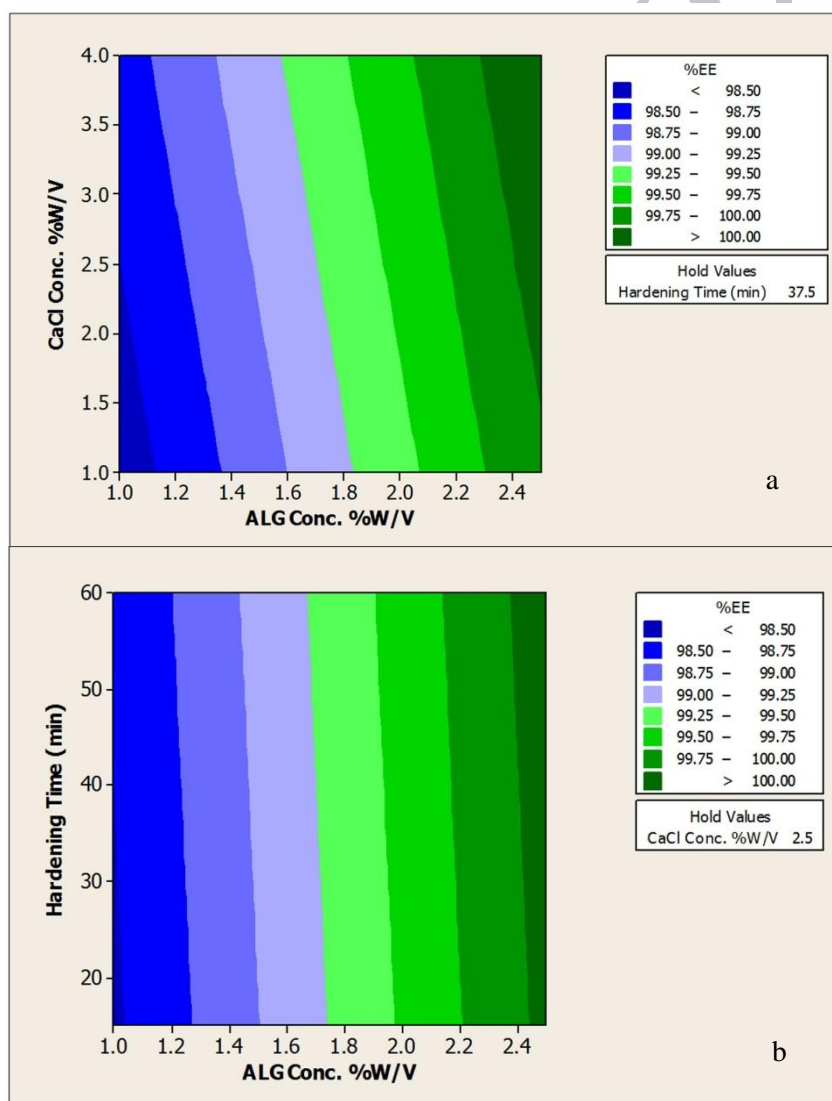 4.0
3.5
3.0
2.5
2.0
1.5
1.0
CaCl Conc. %W/V
1.0 1.2 1.4 1.6 1.8 2.0 2.2 2.4
ALG Conc. %W/V
%EE
< 98.50
98.50 – 98.75
98.75 – 99.00
99.00 – 99.25
99.25 – 99.50
99.50 – 99.75
99.75 – 100.00
> 100.00
Hold Values
Hardening Time (min) 37.5
a
60
50
40
30
20
Hardening Time (min)
1.0 1.2 1.4 1.6 1.8 2.0 2.2 2.4
ALG Conc. %W/V
%EE
< 98.50
98.50 – 98.75
98.75 – 99.00
99.00 – 99.25
99.25 – 99.50
99.50 – 99.75
99.75 – 100.00
> 100.00
Hold Values
CaCl Conc. %W/V 2.5
b